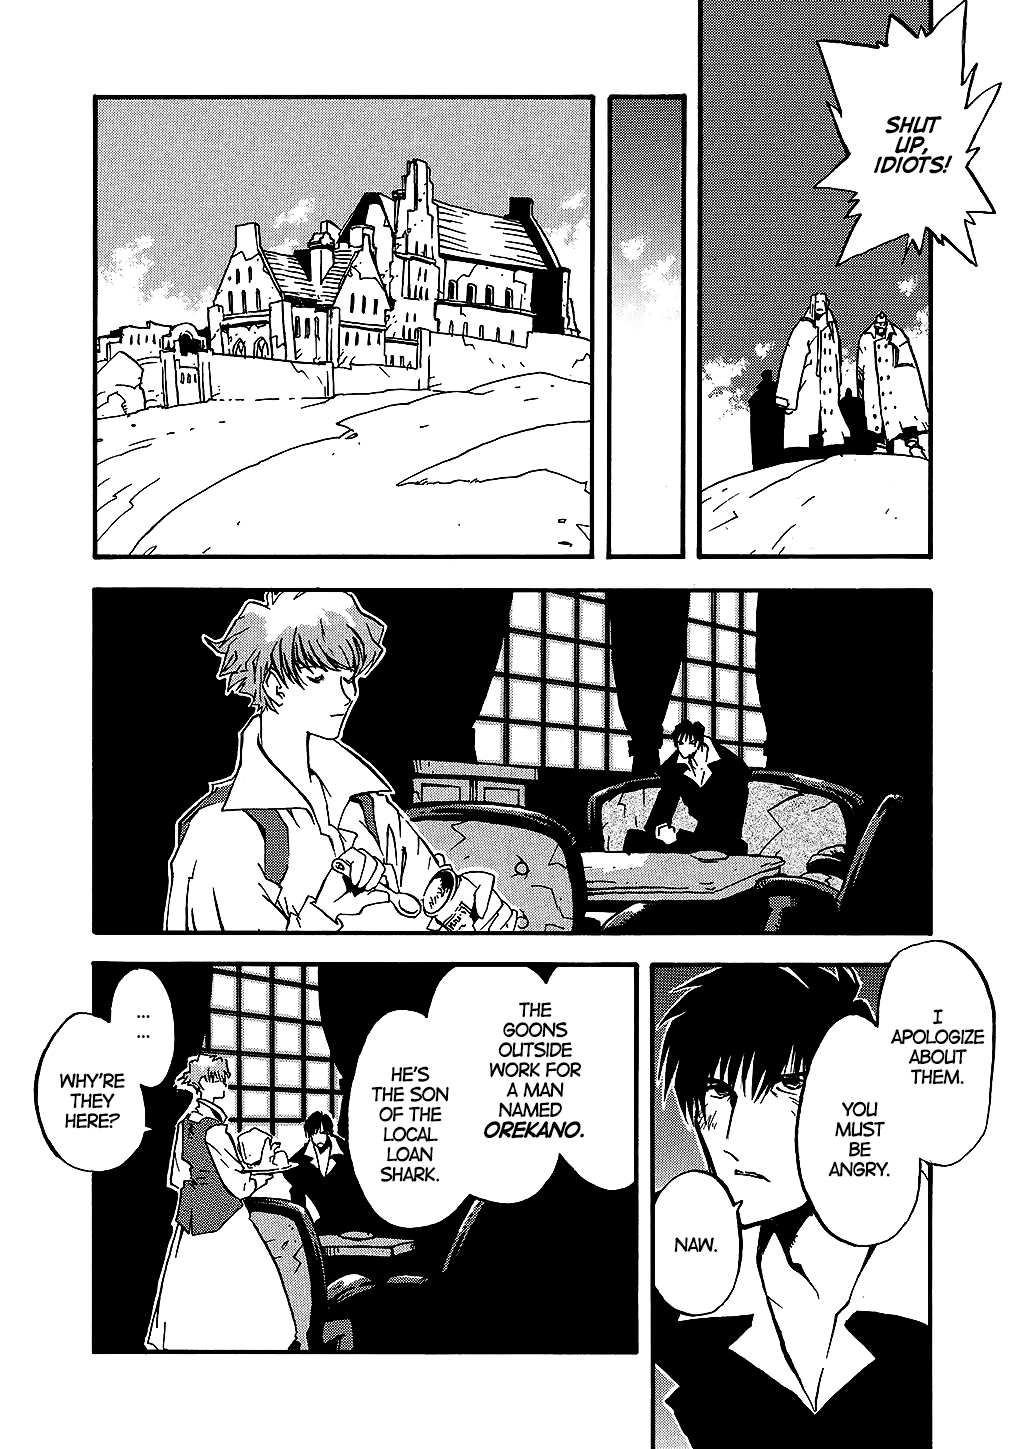 SHUT
UP,
IDIOTS!
I
APOLOGIZE
ABOUT
THEM.
YOU
MUST
BE
ANGRY.
NAW.
THE
GOONS
OUTSIDE
WORK FOR
A MAN
NAMED
OREKANO.
HE'S
THE SON
OF THE
LOCAL
LOAN
SHARK.
...
...
WHY'RE
THEY
HERE?